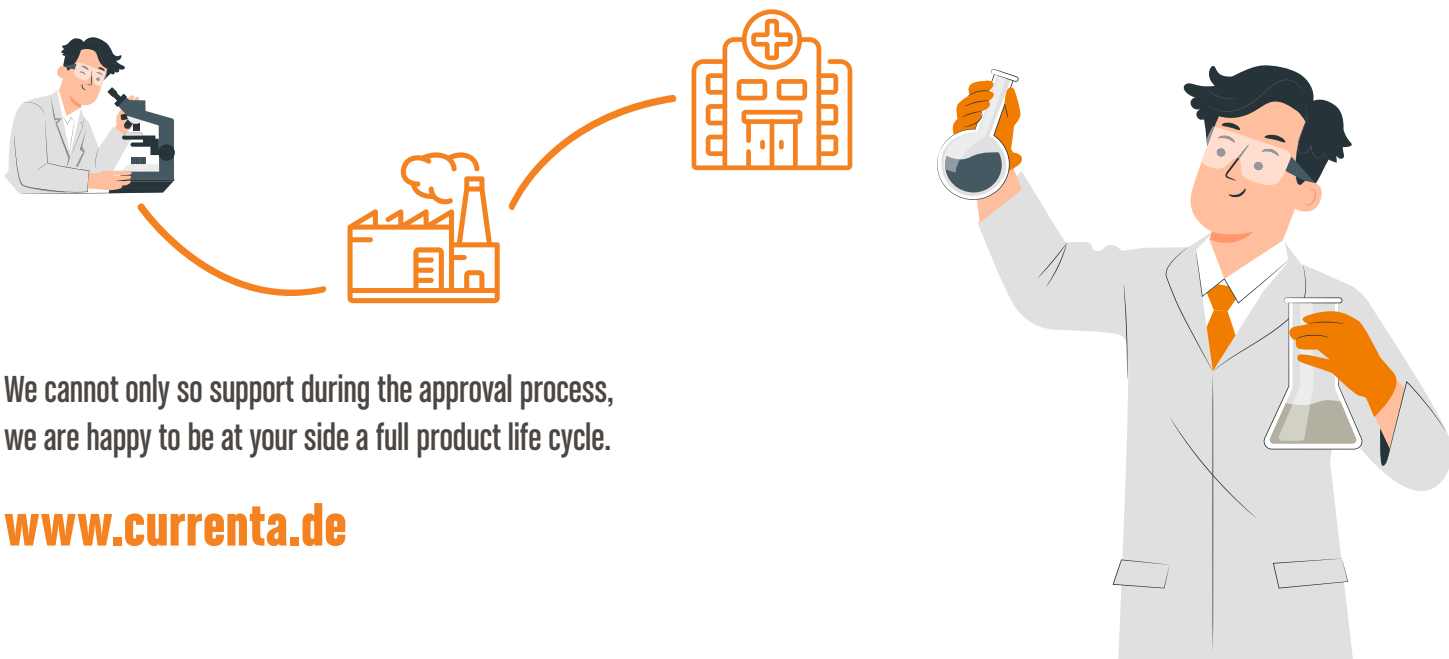 We cannot only so support during the approval process,
we are happy to be at your side a full product life cycle.
www.currenta.de